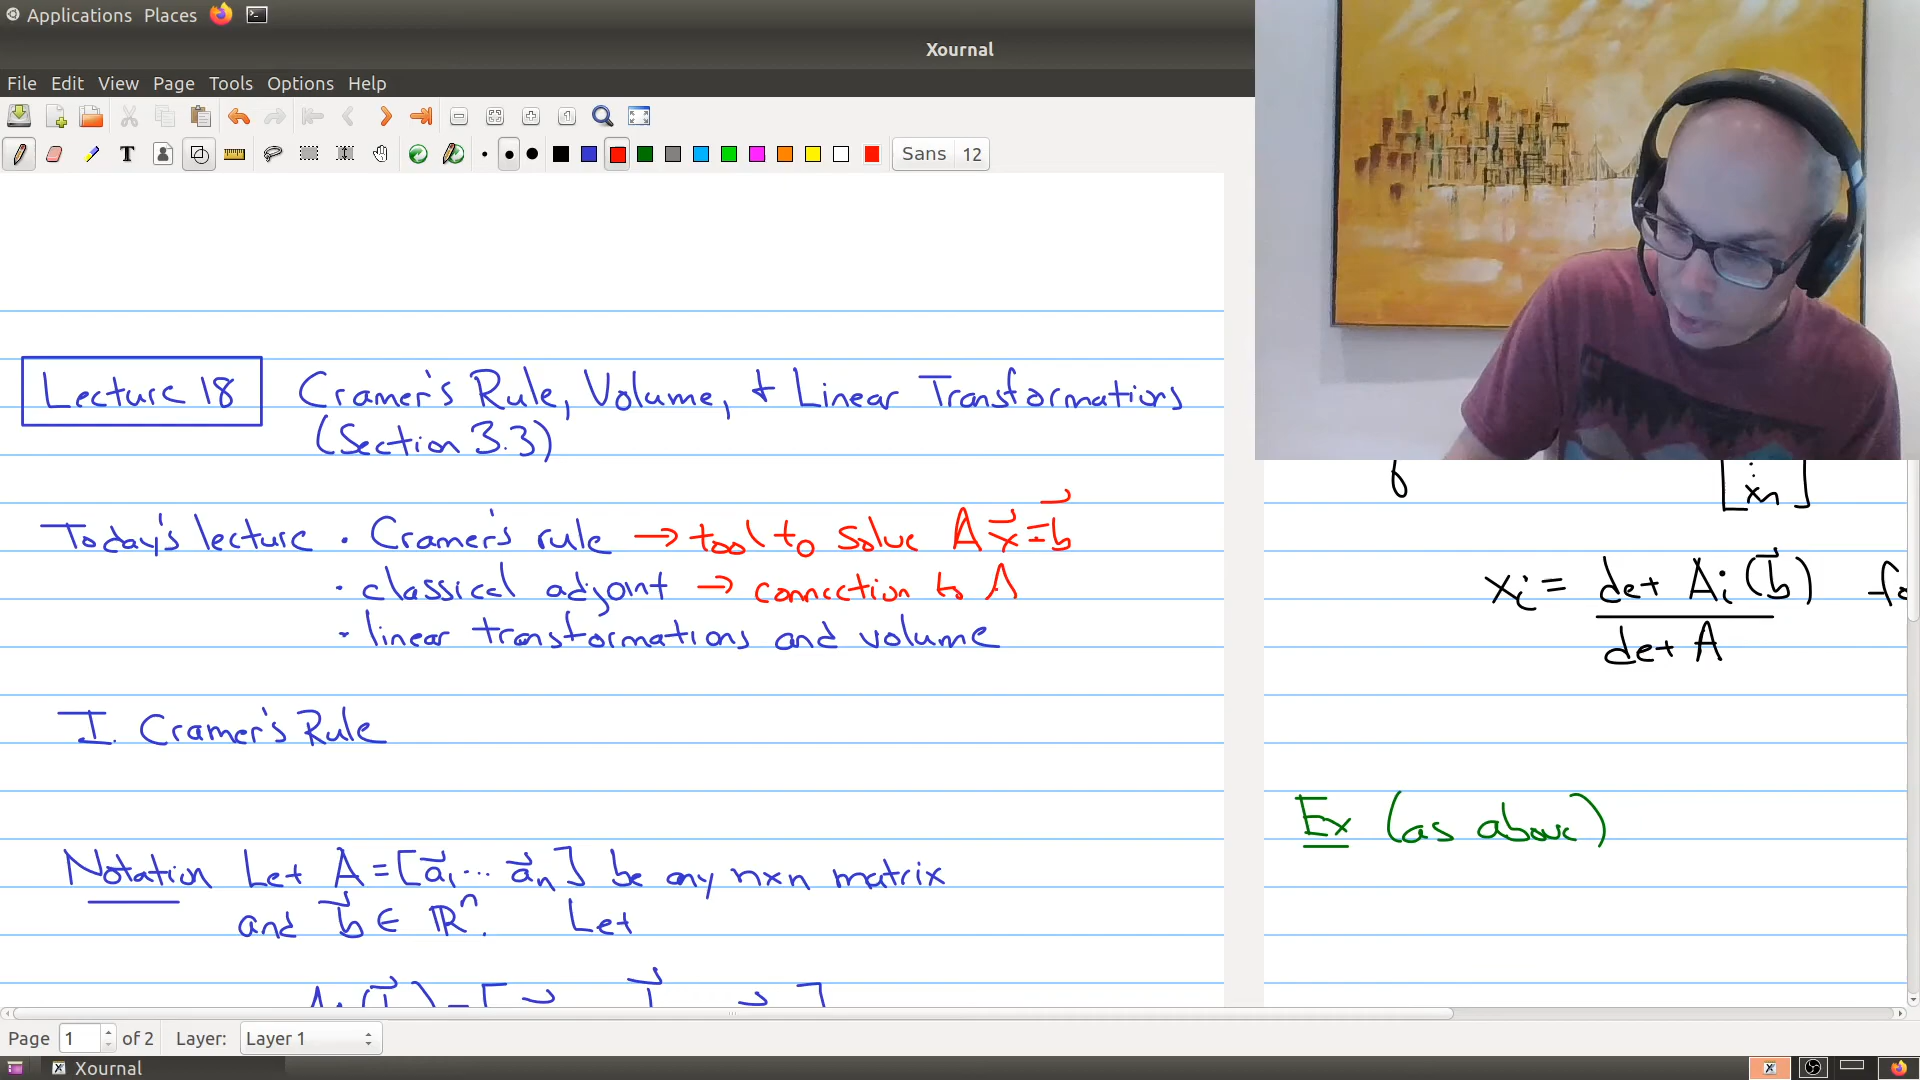 Applications Places
Xournal
File Edit View Page Tools Options Help
Sans 12
Lecture 18 Cramer's Rule, Volume, & Linear Transformations
(Section 3.3)
Today's lecture • Cramer's rule → tool to solve A x⃗ = b⃗
• classical adjoint → connection to A
• linear transformations and volume
I. Cramer's Rule
Notation Let A = [a⃗₁ ... a⃗ₙ] be any n×n matrix
and b⃗ ∈ ℝⁿ. Let
xₙ ]
xᵢ = det Aᵢ(b⃗)
det A
Ex (as above)
Page 1 of 2 Layer: Layer 1
Xournal